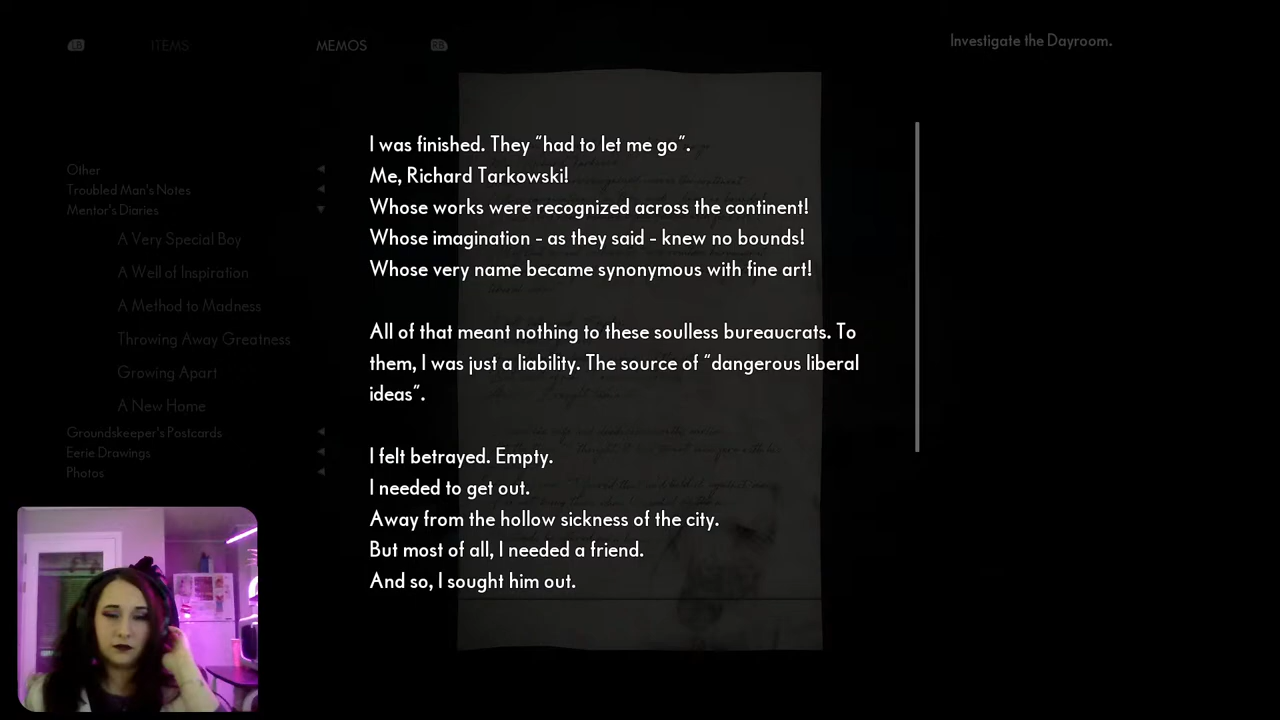 LB
ITEMS
MEMOS
RB
Investigate the Dayroom.
Other
Troubled Man's Notes
Mentor's Diaries
A Very Special Boy
A Well of Inspiration
A Method to Madness
Throwing Away Greatness
Growing Apart
A New Home
Groundskeeper's Postcards
Eerie Drawings
Photos
I was finished. They “had to let me go”.
Me, Richard Tarkowski!
Whose works were recognized across the continent!
Whose imagination - as they said - knew no bounds!
Whose very name became synonymous with fine art!
All of that meant nothing to these soulless bureaucrats. To
them, I was just a liability. The source of “dangerous liberal
ideas”.
I felt betrayed. Empty.
I needed to get out.
Away from the hollow sickness of the city.
But most of all, I needed a friend.
And so, I sought him out.